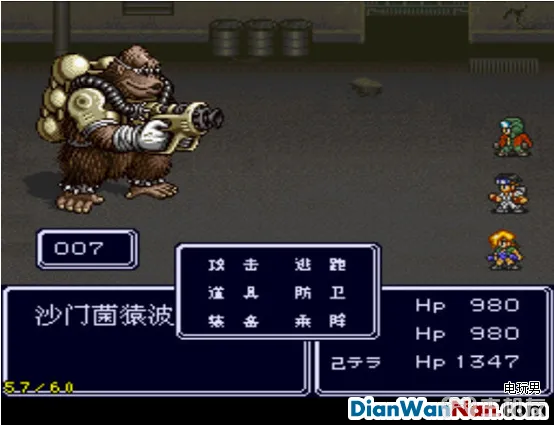 007
攻击 逃跑
道具 防卫
装备 乘降
沙门菌猿波
Hp 980
Hp 980
己テラ Hp 1347
5.7/6.0
电玩男
DianWanNan.com